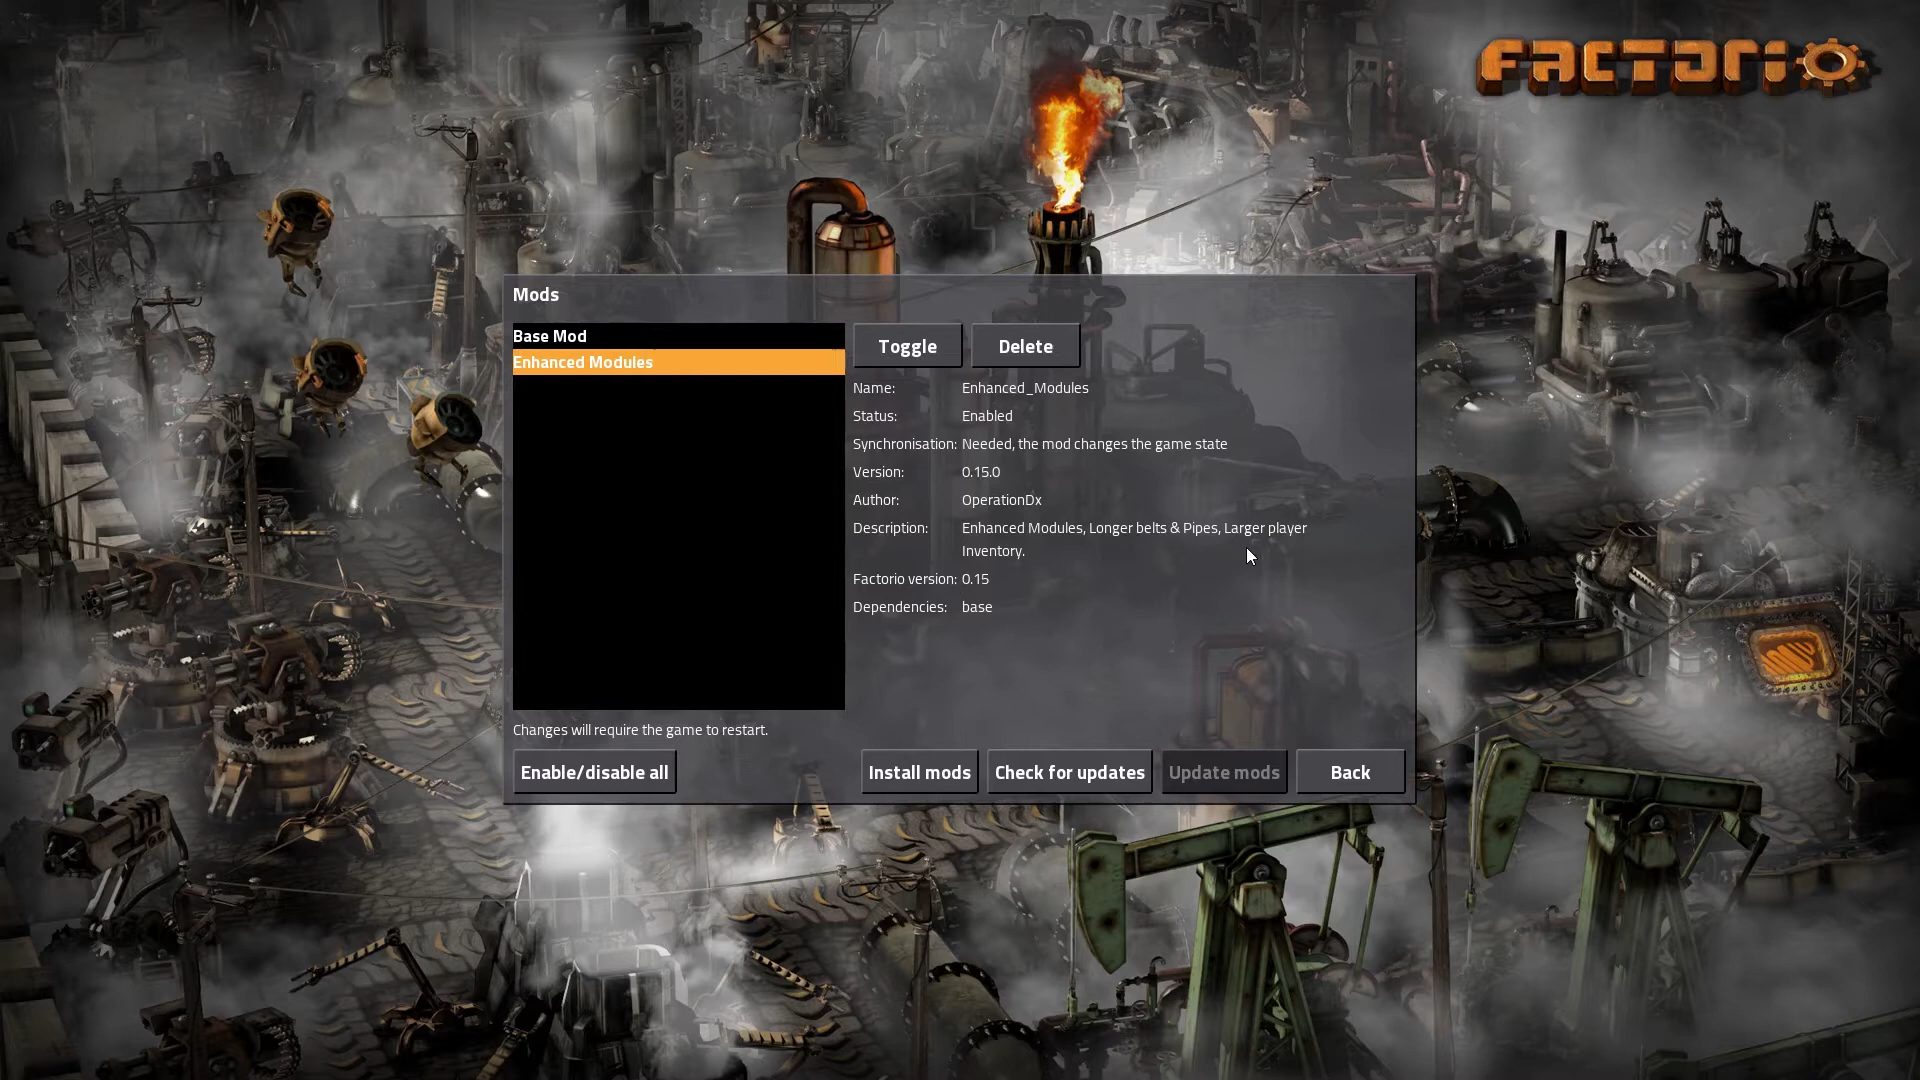 FACTORIO
Mods
Base Mod
Enhanced Modules
Toggle
Delete
Name: Enhanced_Modules
Status: Enabled
Synchronisation: Needed, the mod changes the game state
Version: 0.15.0
Author: OperationDx
Description: Enhanced Modules, Longer belts & Pipes, Larger player
Inventory.
Factorio version: 0.15
Dependencies: base
Changes will require the game to restart.
Enable/disable all
Install mods
Check for updates
Update mods
Back